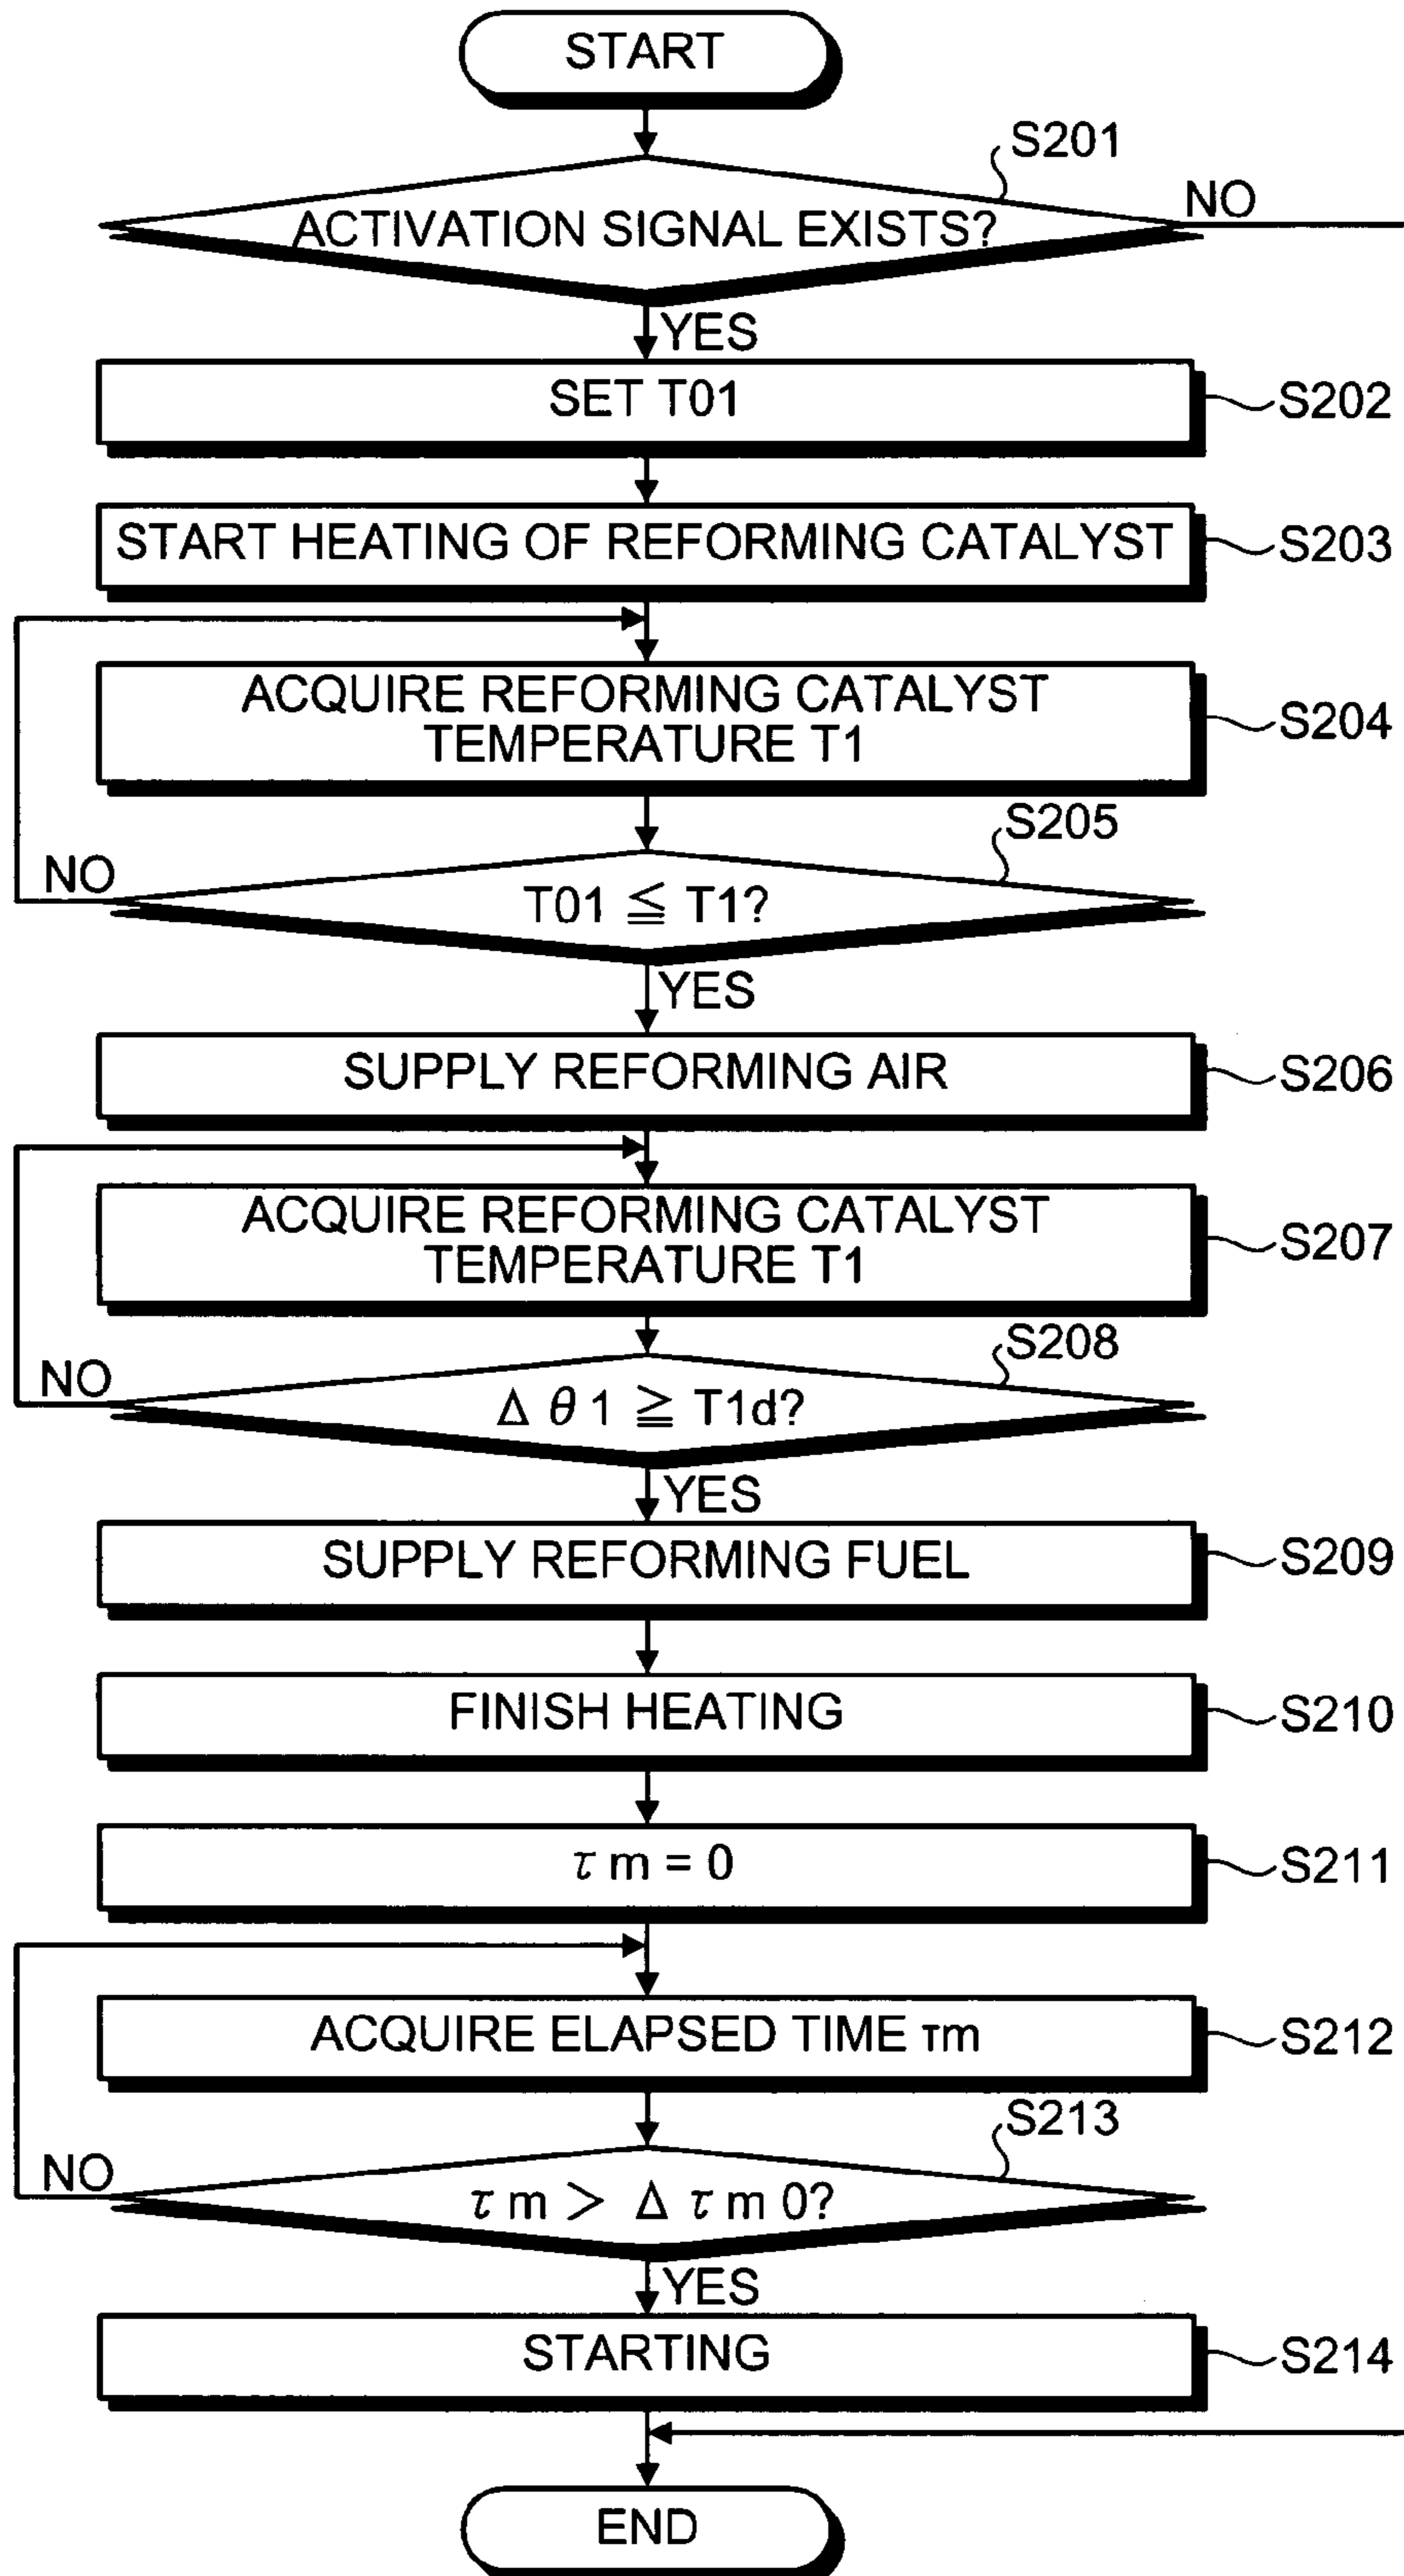 START
S201
ACTIVATION SIGNAL EXISTS?
NO
YES
SET T01
S202
START HEATING OF REFORMING CATALYST
S203
ACQUIRE REFORMING CATALYST
TEMPERATURE T1
S204
S205
NO
T01 ≦ T1?
YES
SUPPLY REFORMING AIR
S206
ACQUIRE REFORMING CATALYST
TEMPERATURE T1
S207
S208
NO
Δ θ 1 ≧ T1d?
YES
SUPPLY REFORMING FUEL
S209
FINISH HEATING
S210
τ m = 0
S211
ACQUIRE ELAPSED TIME τm
S212
S213
NO
τ m > Δ τ m 0?
YES
STARTING
S214
END